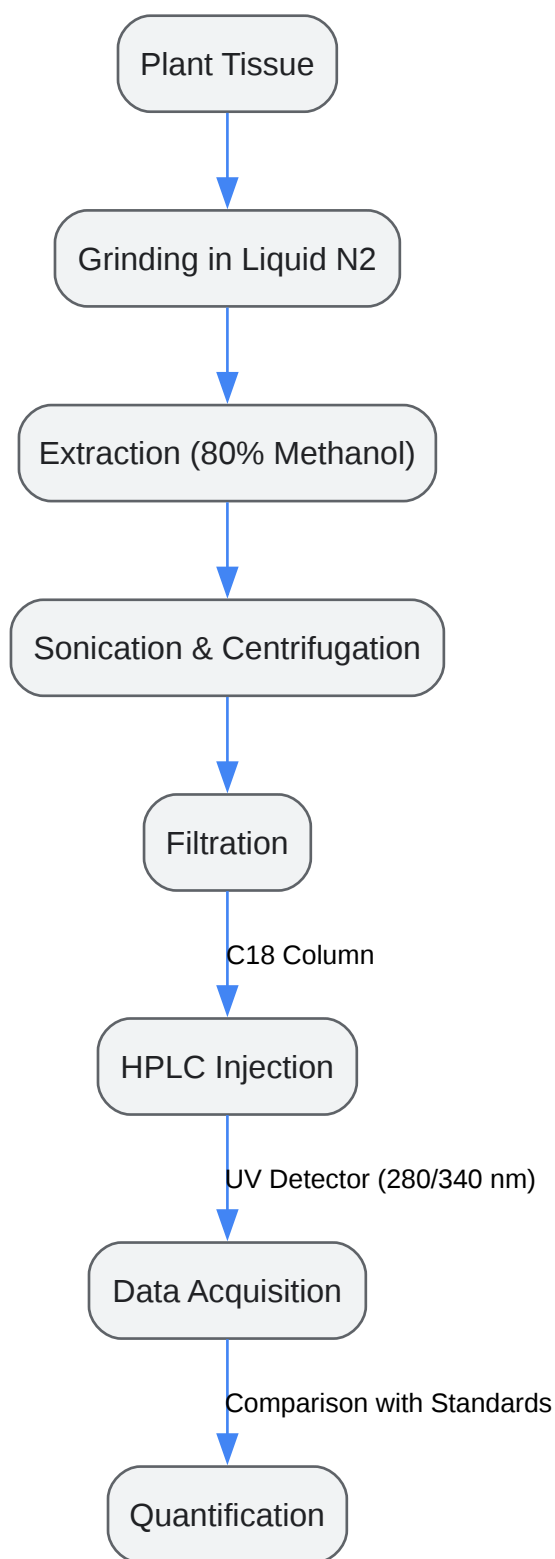 Plant Tissue
Grinding in Liquid N2
Extraction (80% Methanol)
Sonication & Centrifugation
Filtration
C18 Column
HPLC Injection
UV Detector (280/340 nm)
Data Acquisition
Comparison with Standards
Quantification